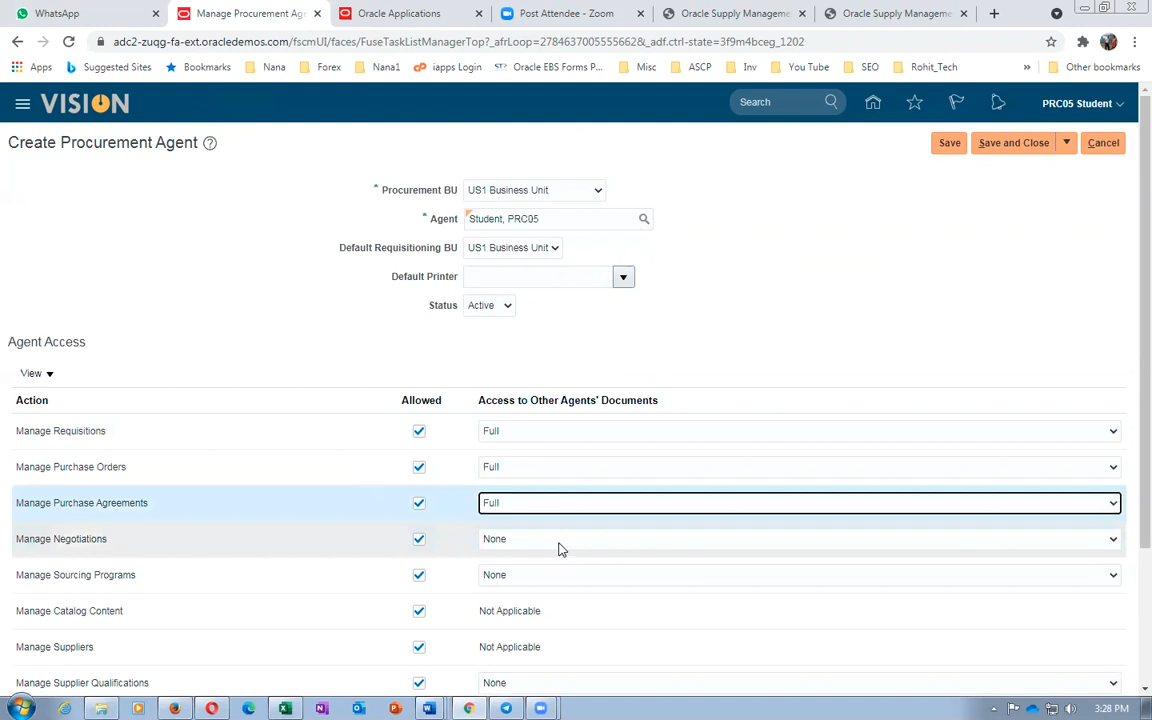 WhatsApp
Manage Procurement Age
Oracle Applications
Post Attendee - Zoom
Oracle Supply Manageme
Oracle Supply Manageme
adc2-zuqg-fa-ext.oracledemos.com/fscmUI/faces/FuseTaskListManagerTop?_afrLoop=2784637005555662&_adf.ctrl-state=3f9m4bceg_1202
Apps Suggested Sites Bookmarks Nana Forex Nana1 iapps Login Oracle EBS Forms P... Misc ASCP Inv You Tube SEO Rohit_Tech » Other bookmarks
VISION Search PRC05 Student
Create Procurement Agent Save Save and Close Cancel
* Procurement BU US1 Business Unit
* Agent Student, PRC05
Default Requisitioning BU US1 Business Unit
Default Printer
Status Active
Agent Access
View
Action Allowed Access to Other Agents' Documents
Manage Requisitions Full
Manage Purchase Orders Full
Manage Purchase Agreements Full
Manage Negotiations None
Manage Sourcing Programs None
Manage Catalog Content Not Applicable
Manage Suppliers Not Applicable
Manage Supplier Qualifications None
3:28 PM